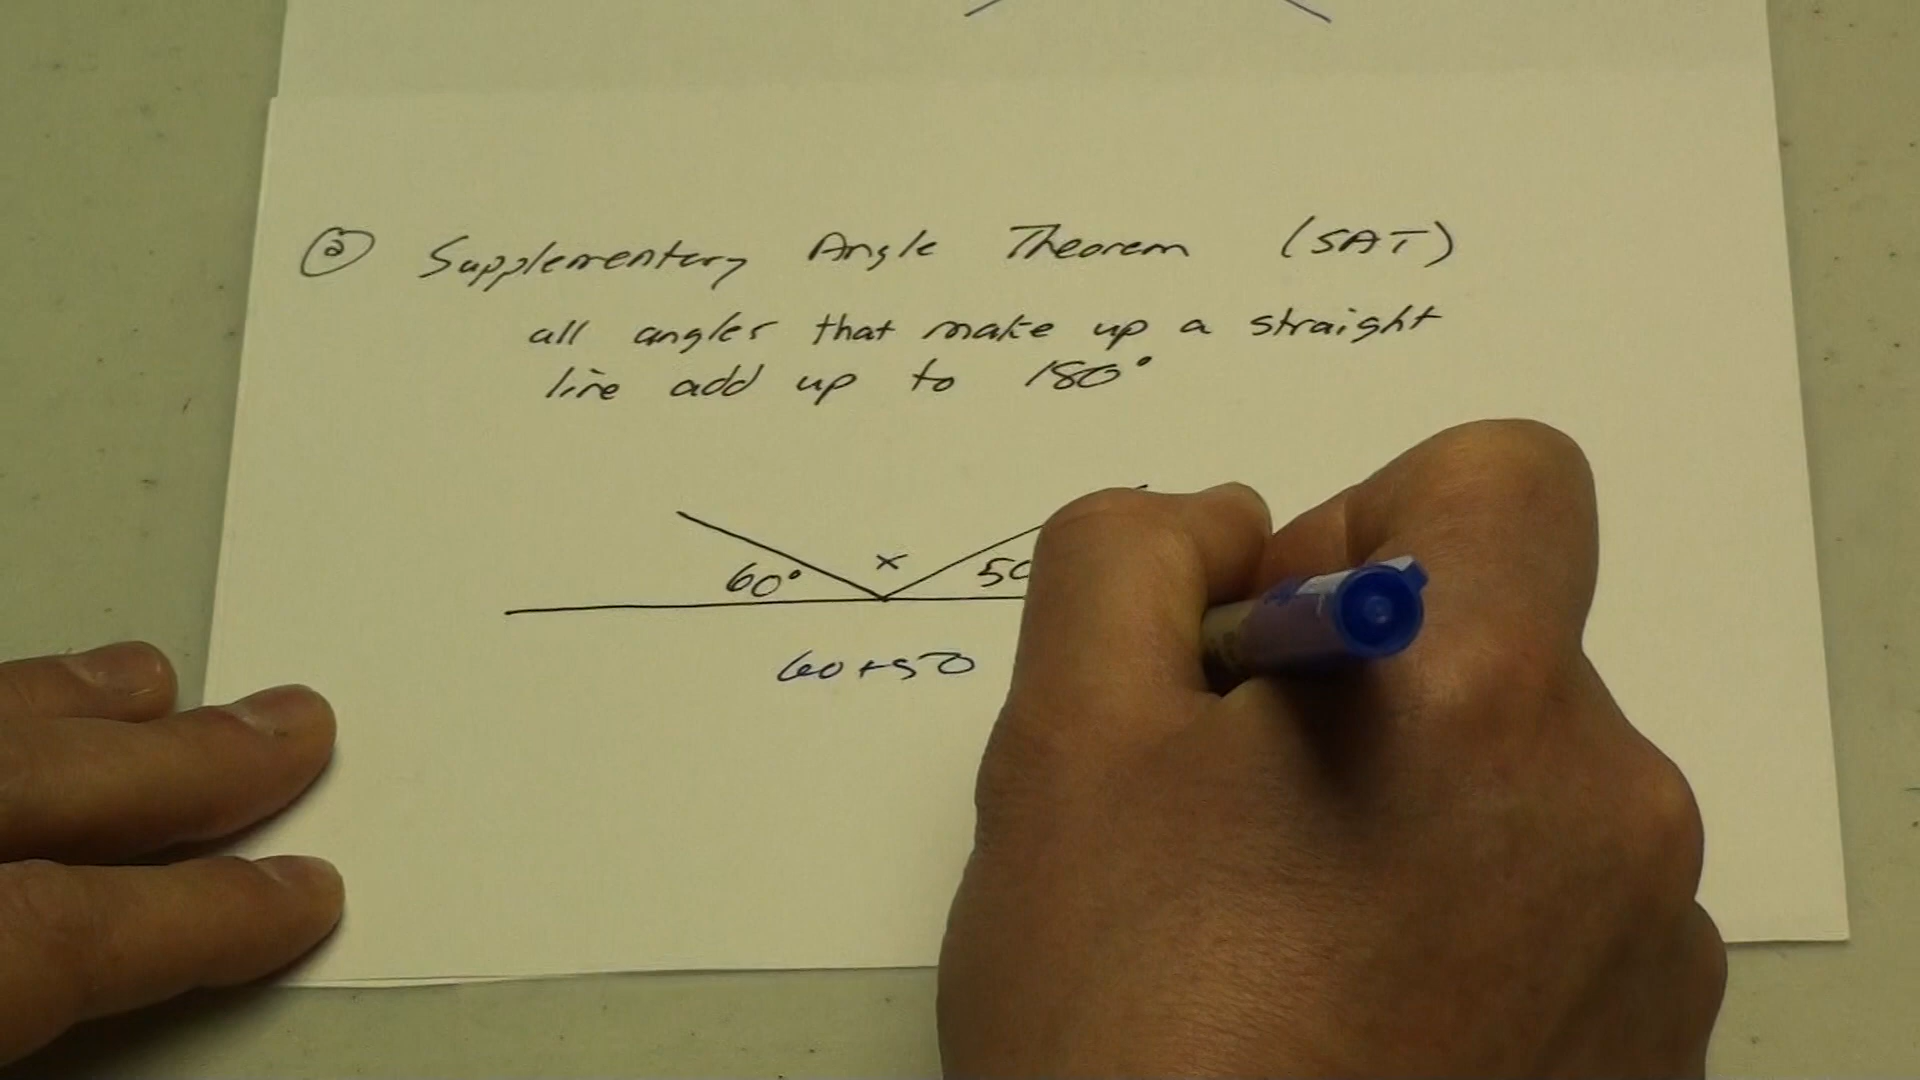 ② Supplementary Angle Theorem (SAT)
all angles that make up a straight
line add up to 180°
60° x 50
60+50